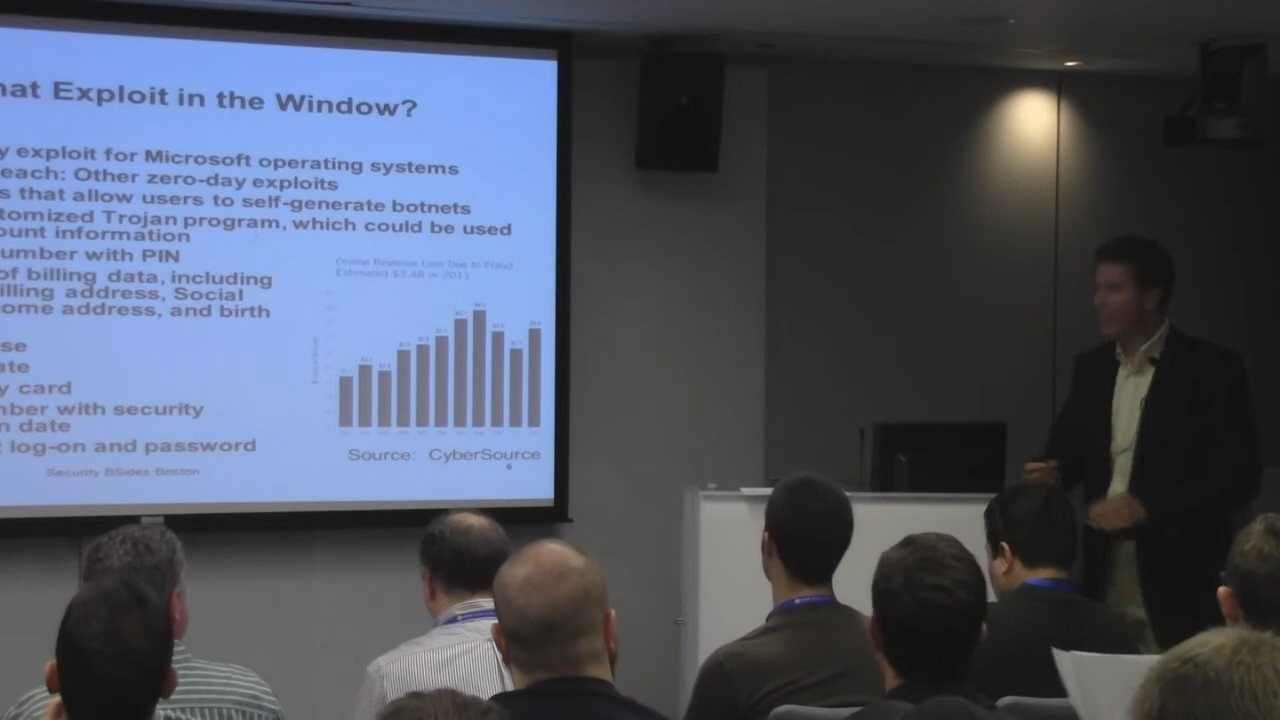 hat Exploit in the Window?
y exploit for Microsoft operating systems
each: Other zero-day exploits
s that allow users to self-generate botnets
tomized Trojan program, which could be used
ount information
umber with PIN
of billing data, including
illing address, Social
ome address, and birth
se
ate
y card
mber with security
n date
log-on and password
Online Revenue Loss Due to Fraud
Estimated $3.4B in 2011
Source: CyberSource
Security BSides Boston
6